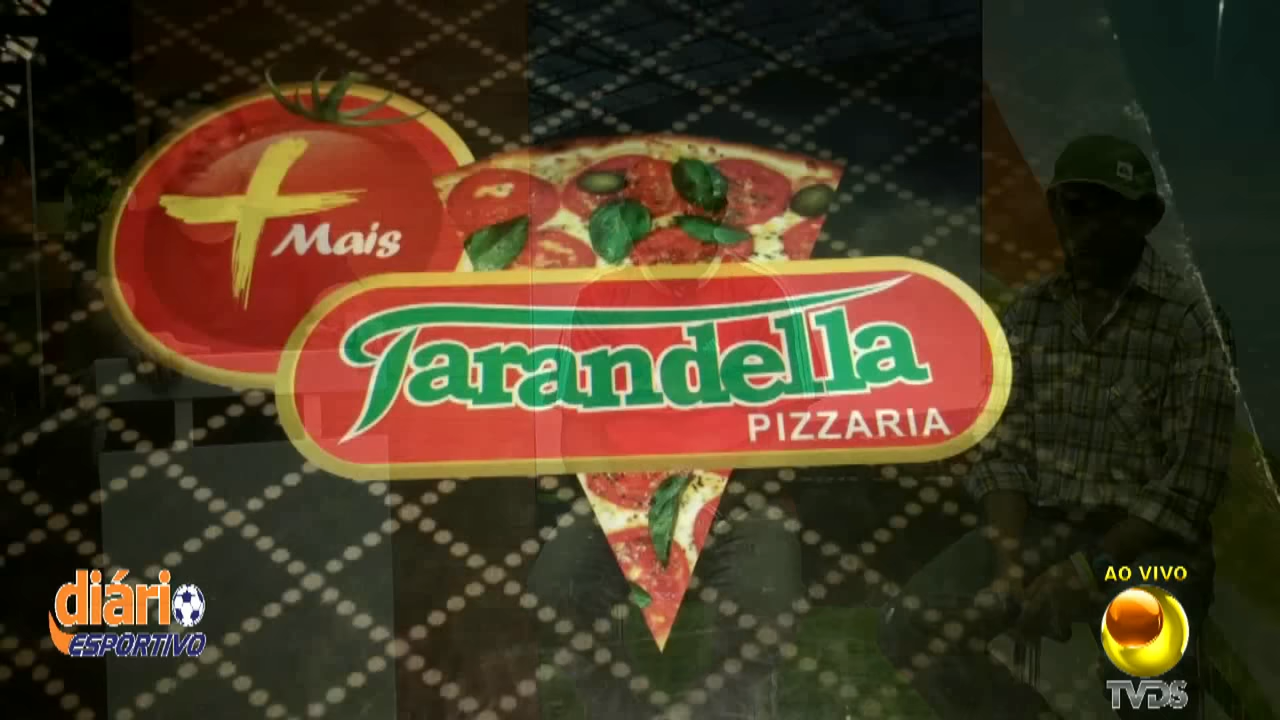 +
Mais
Tarandella
PIZZARIA
diário
ESPORTIVO
AO VIVO
TVDS